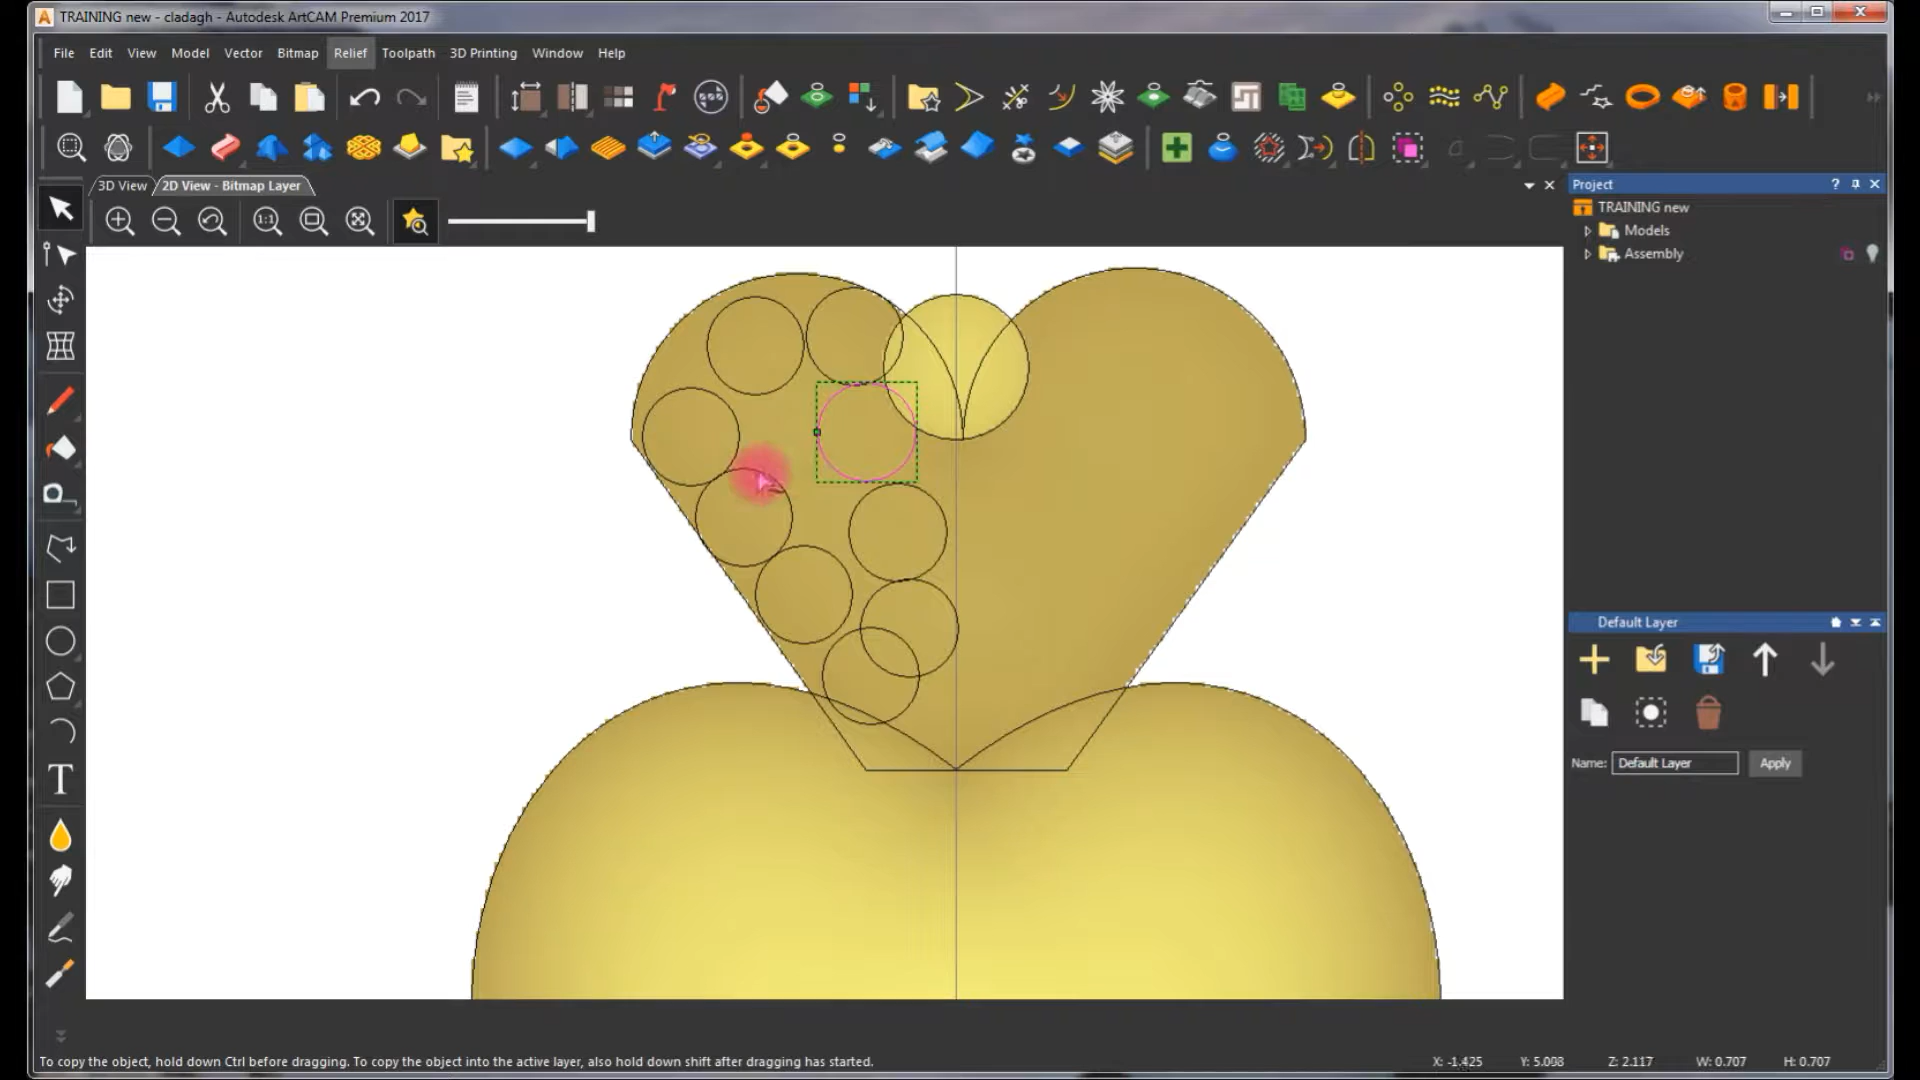 TRAINING new - cladagh - Autodesk ArtCAM Premium 2017
File Edit View Model Vector Bitmap Relief Toolpath 3D Printing Window Help
3D View 2D View - Bitmap Layer
Project
1:1
TRAINING new
Models
Assembly
Default Layer
Name: Default Layer Apply
T
To copy the object, hold down Ctrl before dragging. To copy the object into the active layer, also hold down shift after dragging has started.
X: -1.425 Y: 5.008 Z: 2.117 W: 0.707 H: 0.707